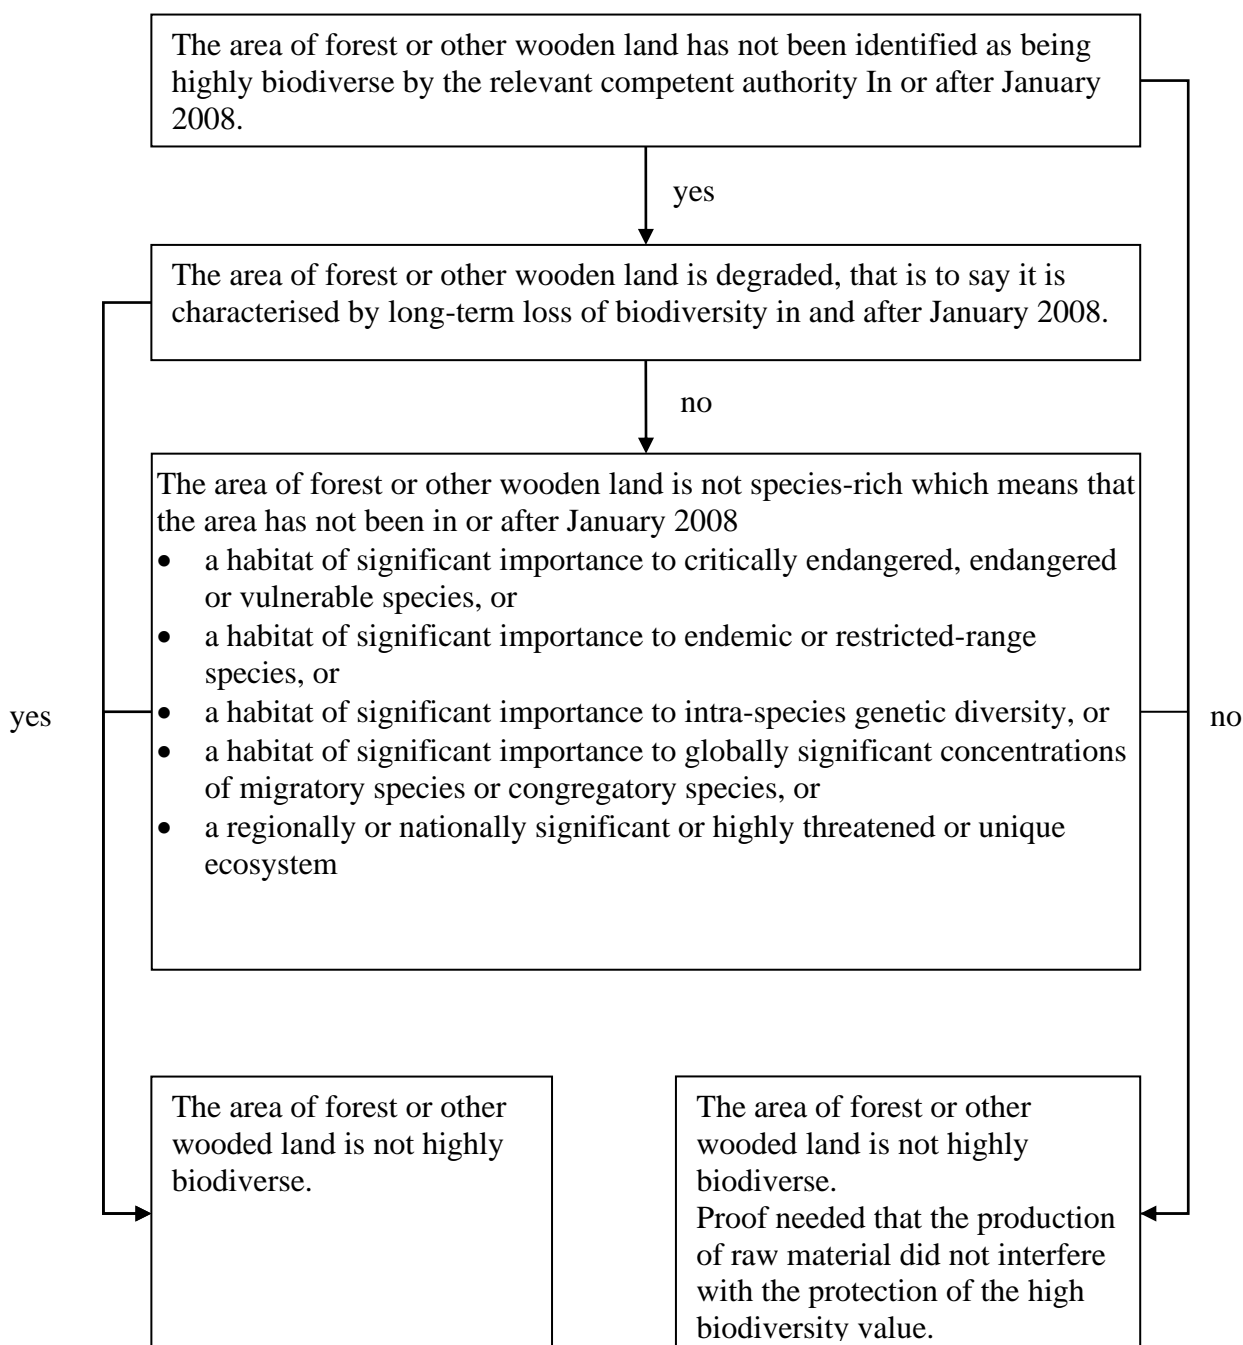 The area of forest or other wooden land has not been identified as being
highly biodiverse by the relevant competent authority In or after January
2008.
yes
The area of forest or other wooden land is degraded, that is to say it is
characterised by long-term loss of biodiversity in and after January 2008.
no
The area of forest or other wooden land is not species-rich which means that
the area has not been in or after January 2008
• a habitat of significant importance to critically endangered, endangered
or vulnerable species, or
• a habitat of significant importance to endemic or restricted-range
species, or
• a habitat of significant importance to intra-species genetic diversity, or
• a habitat of significant importance to globally significant concentrations
of migratory species or congregatory species, or
• a regionally or nationally significant or highly threatened or unique
ecosystem
yes
no
The area of forest or other
wooded land is not highly
biodiverse.
The area of forest or other
wooded land is not highly
biodiverse.
Proof needed that the production
of raw material did not interfere
with the protection of the high
biodiversity value.